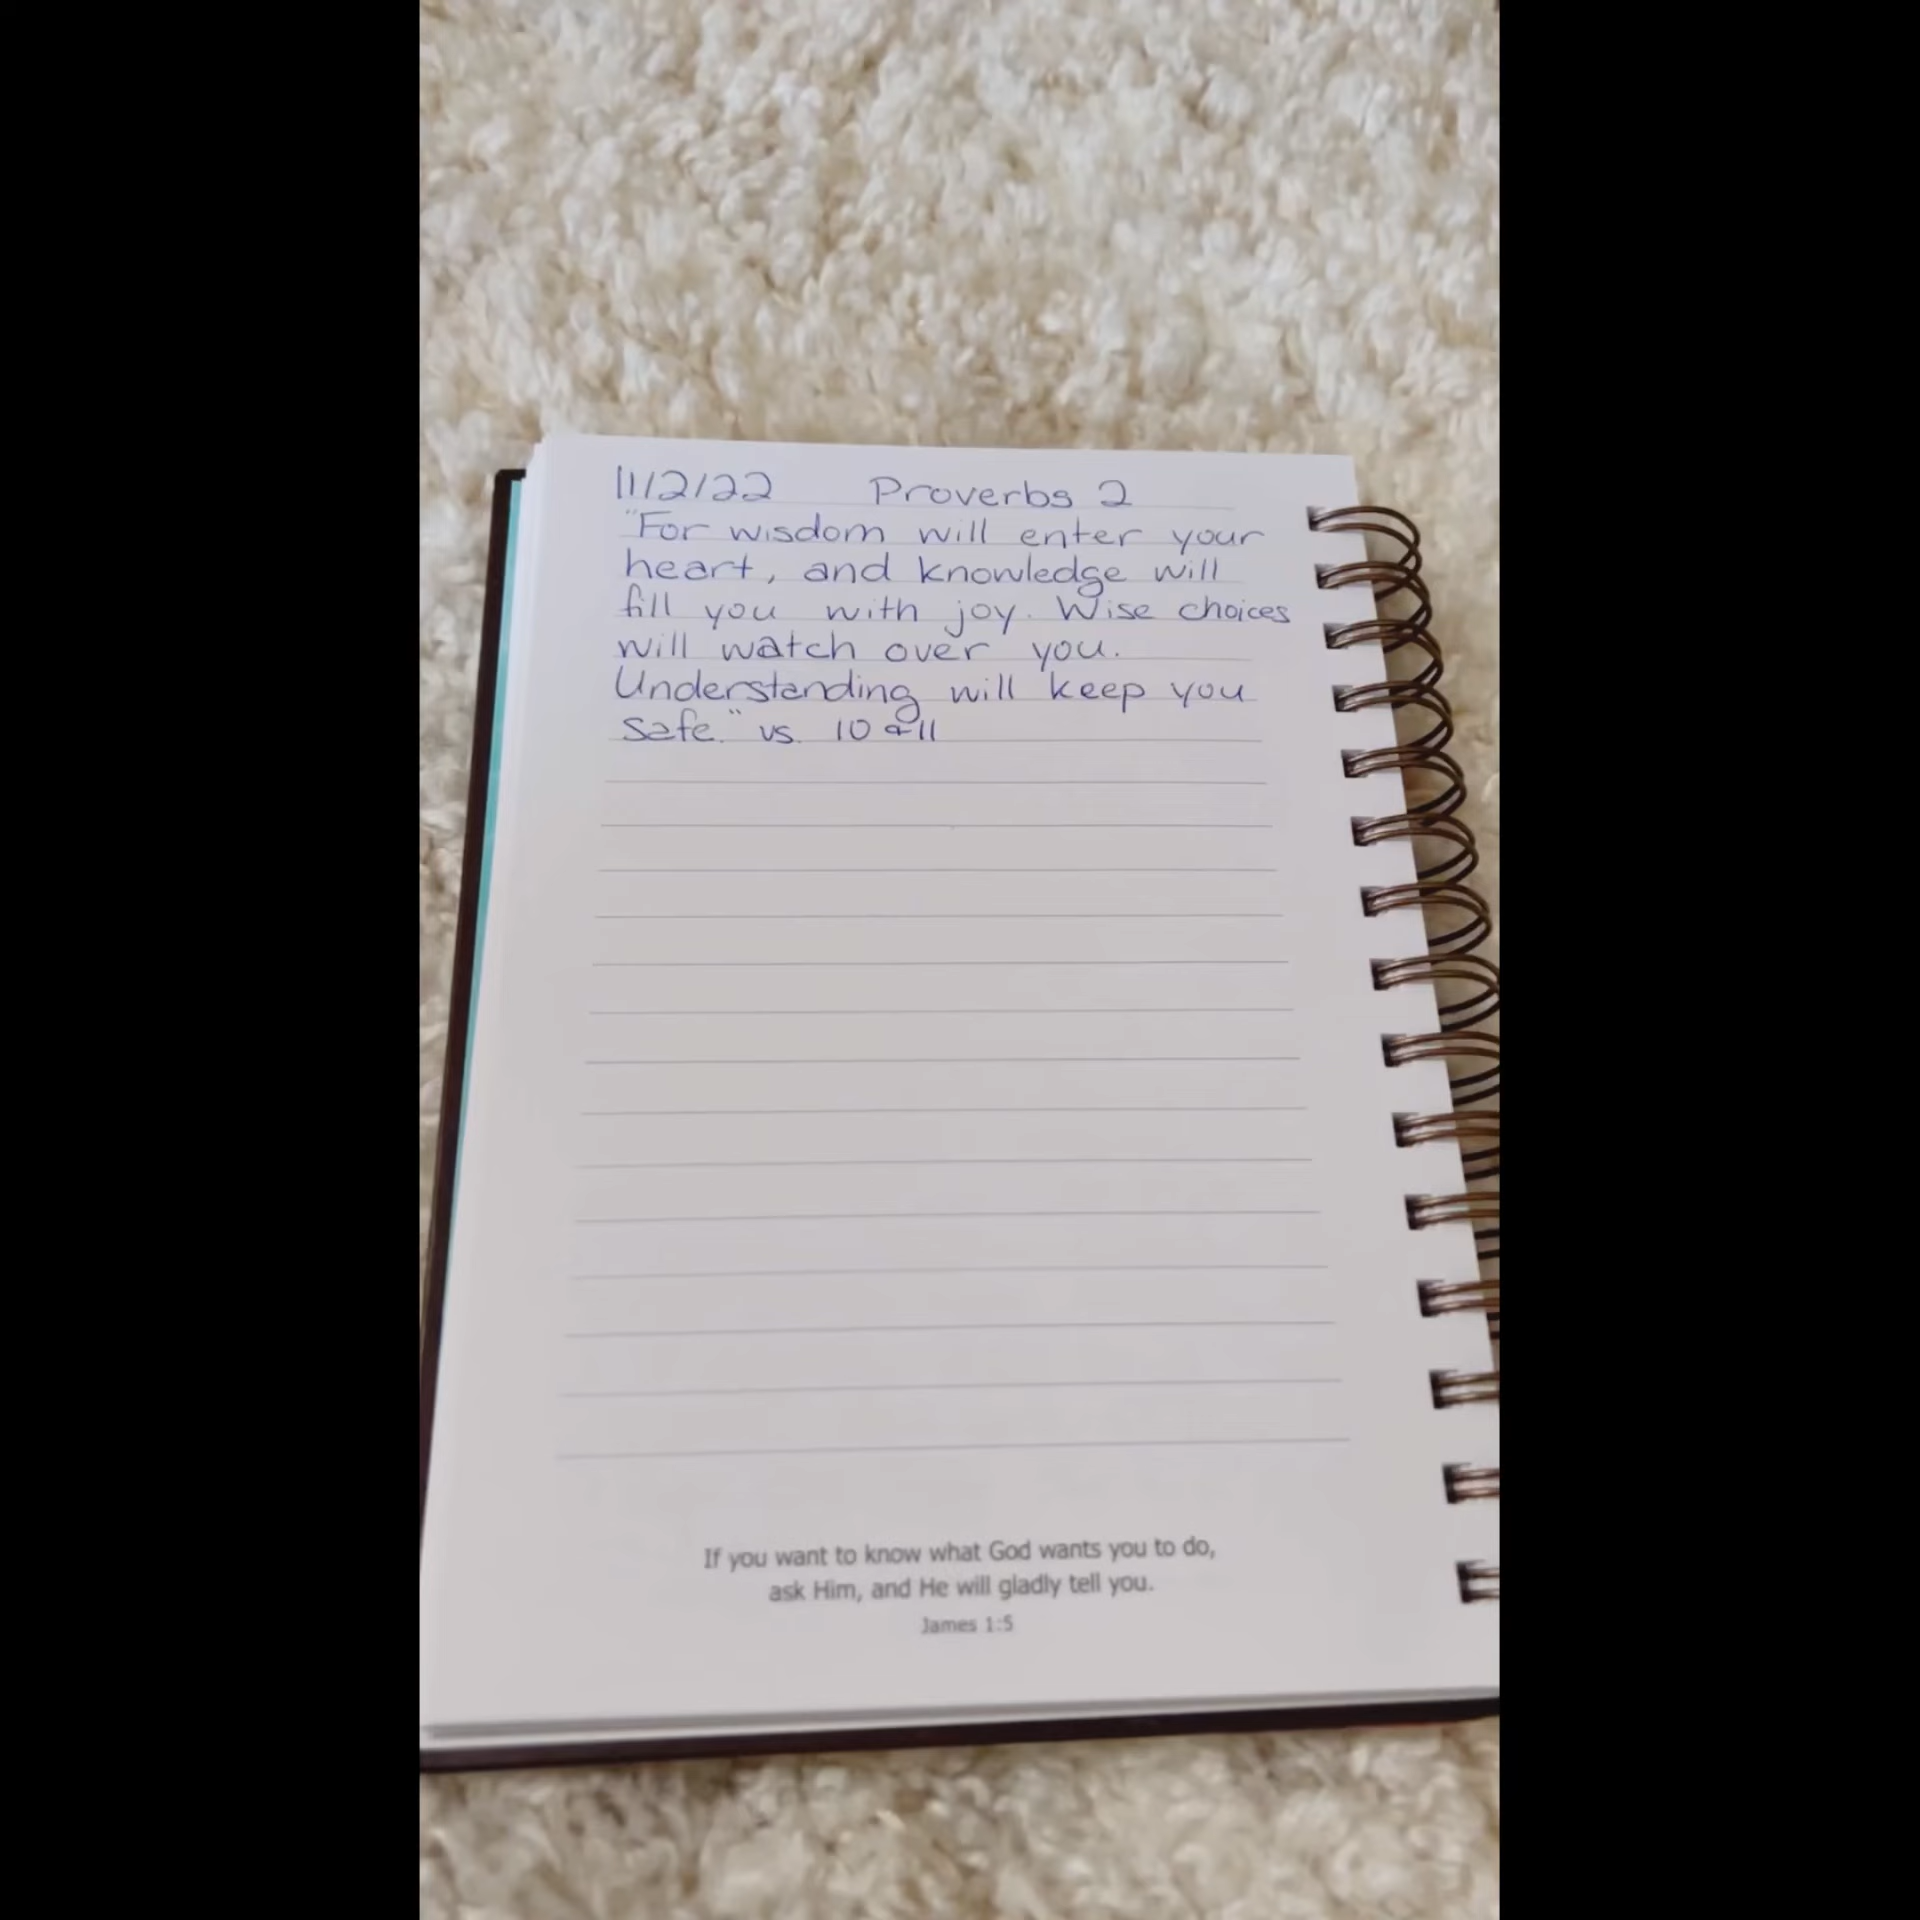 11/2/22 Proverbs 2
"For wisdom will enter your
heart, and knowledge will
fill you with joy. Wise choices
will watch over you.
Understanding will keep you
safe." vs. 10 & 11
If you want to know what God wants you to do,
ask Him, and He will gladly tell you.
James 1:5